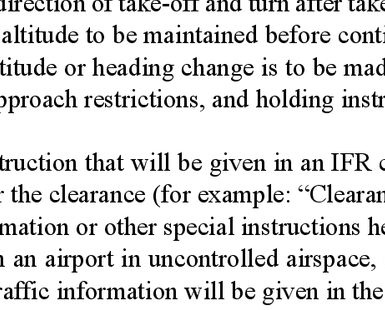 direction of take-off and turn after take
altitude to be maintained before conti
titude or heading change is to be mad
pproach restrictions, and holding instr
truction that will be given in an IFR c
r the clearance (for example: “Clearan
mation or other special instructions he
n an airport in uncontrolled airspace,
raffic information will be given in the